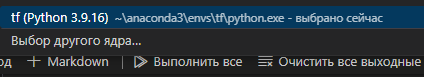 tf (Python 3.9.16) ~\anaconda3\envs\tf\python.exe - выбрано сейчас
Выбор другого ядра...
од + Markdown Выполнить все Очистить все выходные